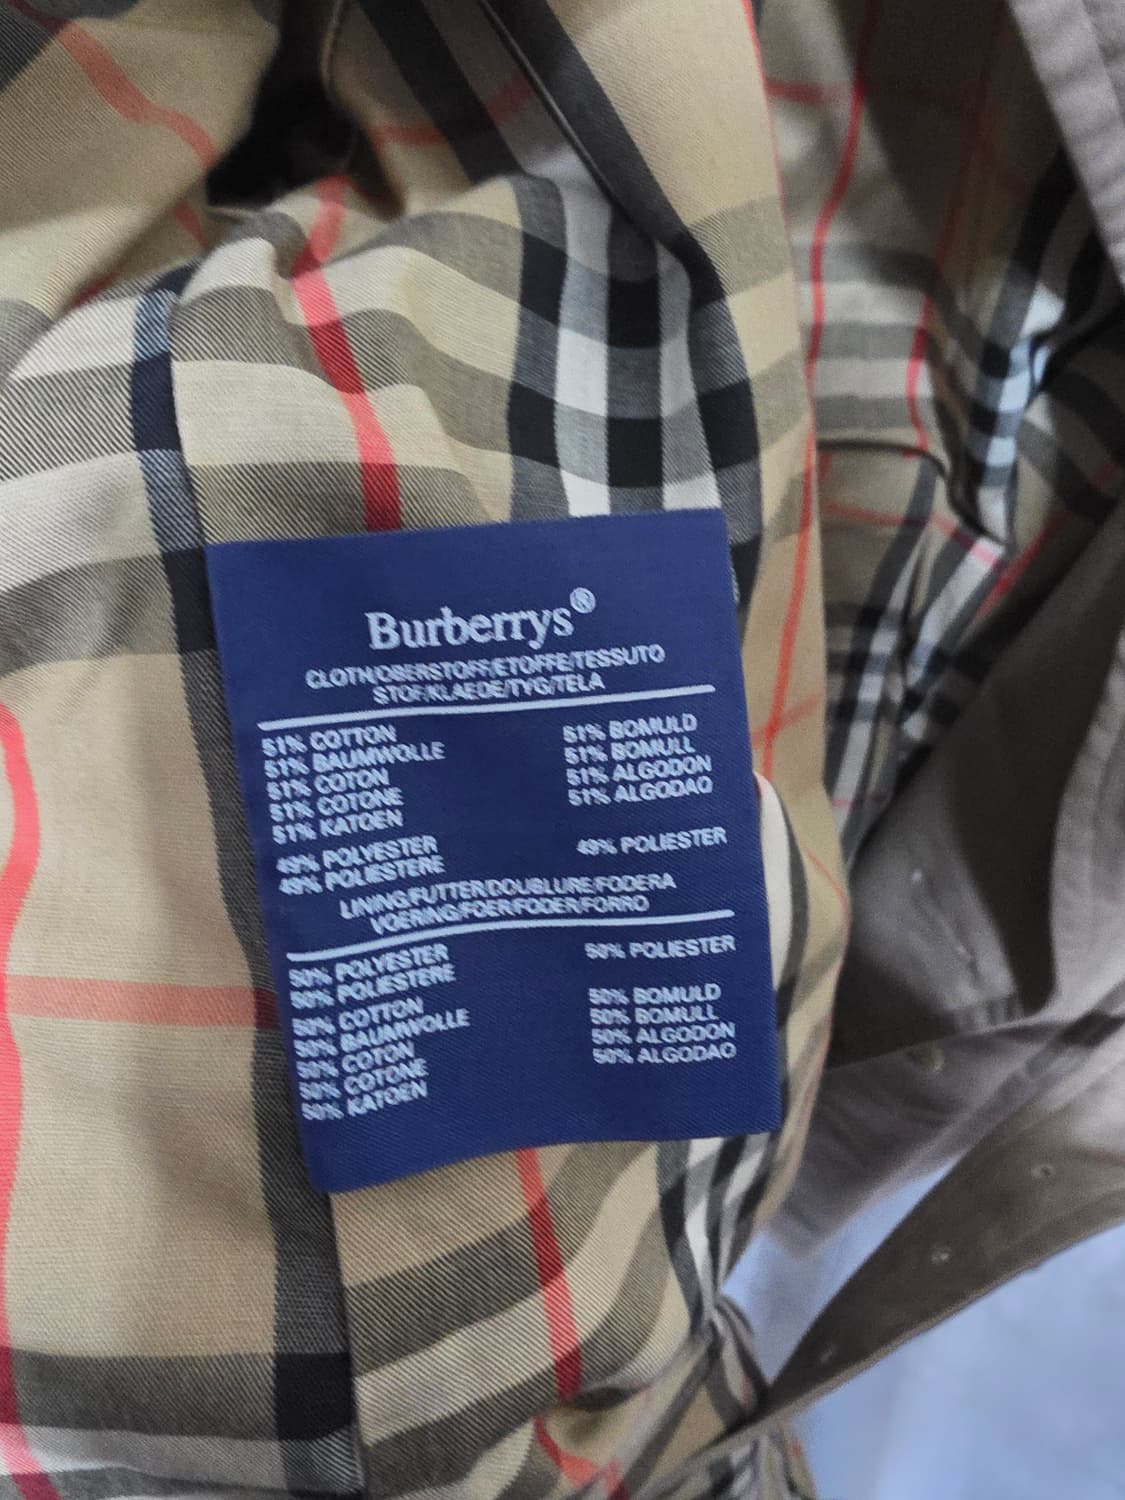 Burberrys®
CLOTH/OBERSTOFF/ETOFFE/TESSUTO
STOF/KLAEDE/TYG/TELA
51% COTTON
51% BAUMWOLLE
51% COTON
51% COTONE
51% KATOEN
51% BOMULD
51% BOMULL
51% ALGODON
51% ALGODAO
49% POLYESTER
49% POLIESTERE
49% POLIESTER
LINING/FUTTER/DOUBLURE/FODERA
VOERING/FOER/FODER/FORRO
50% POLYESTER
50% POLIESTERE
50% POLIESTER
50% COTTON
50% BAUMWOLLE
50% COTON
50% COTONE
50% KATOEN
50% BOMULD
50% BOMULL
50% ALGODON
50% ALGODAO